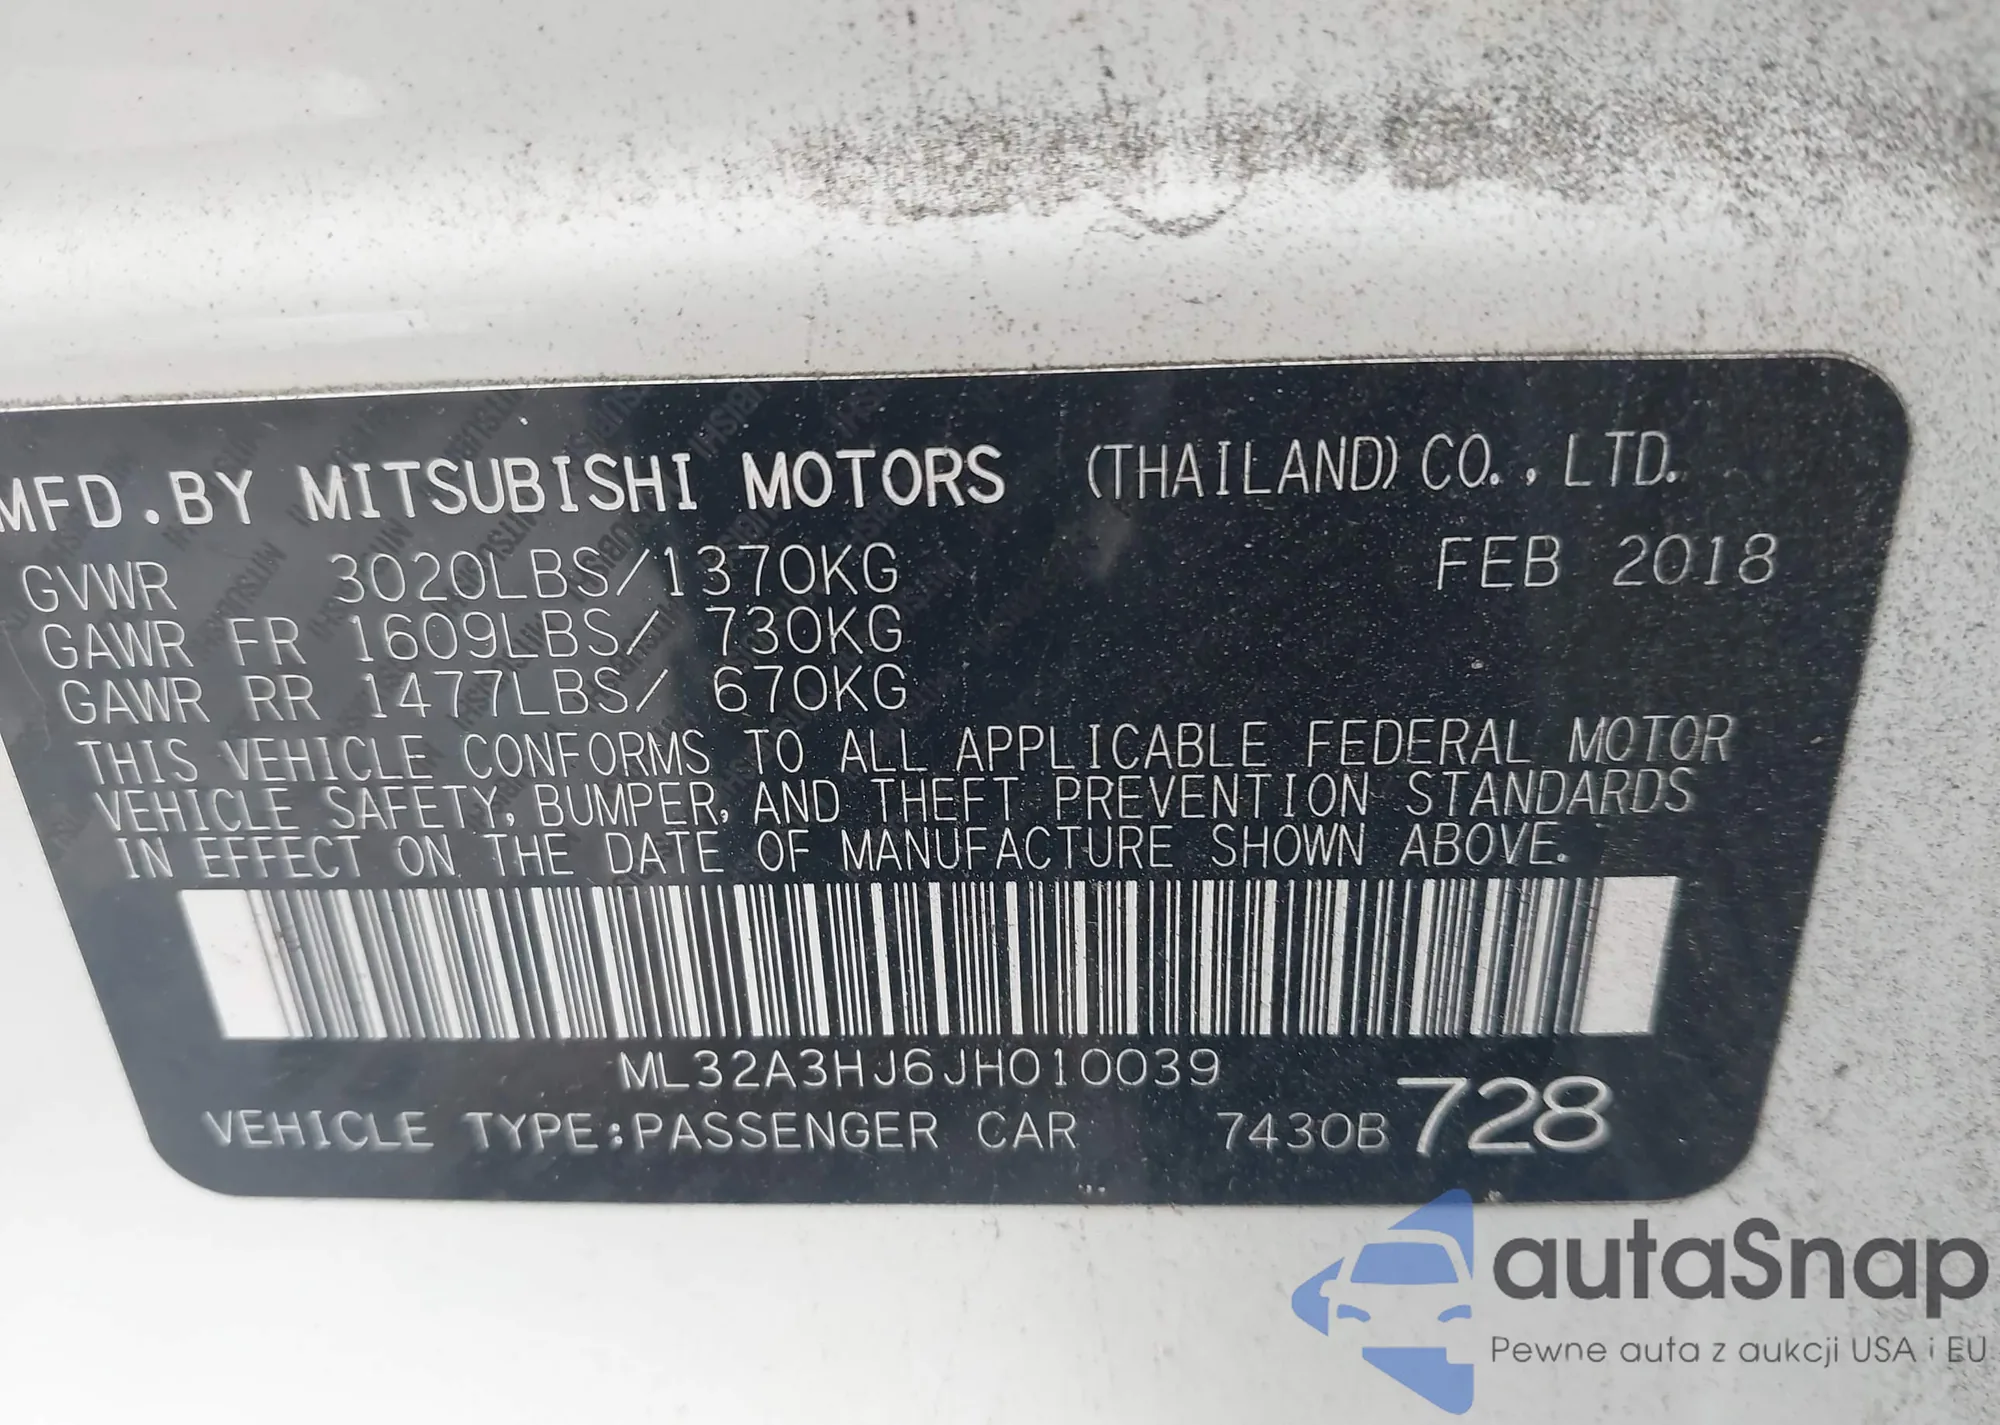 MFD.BY MITSUBISHI MOTORS (THAILAND) CO.,LTD.
GVWR 3020LBS/1370KG FEB 2018
GAWR FR 1609LBS/ 730KG
GAWR RR 1477LBS/ 670KG
THIS VEHICLE CONFORMS TO ALL APPLICABLE FEDERAL MOTOR
VEHICLE SAFETY, BUMPER, AND THEFT PREVENTION STANDARDS
IN EFFECT ON THE DATE OF MANUFACTURE SHOWN ABOVE.
ML32A3HJ6JH010039
VEHICLE TYPE:PASSENGER CAR 7430B 728
autaSnap
Pewne auta z aukcji USA i EU